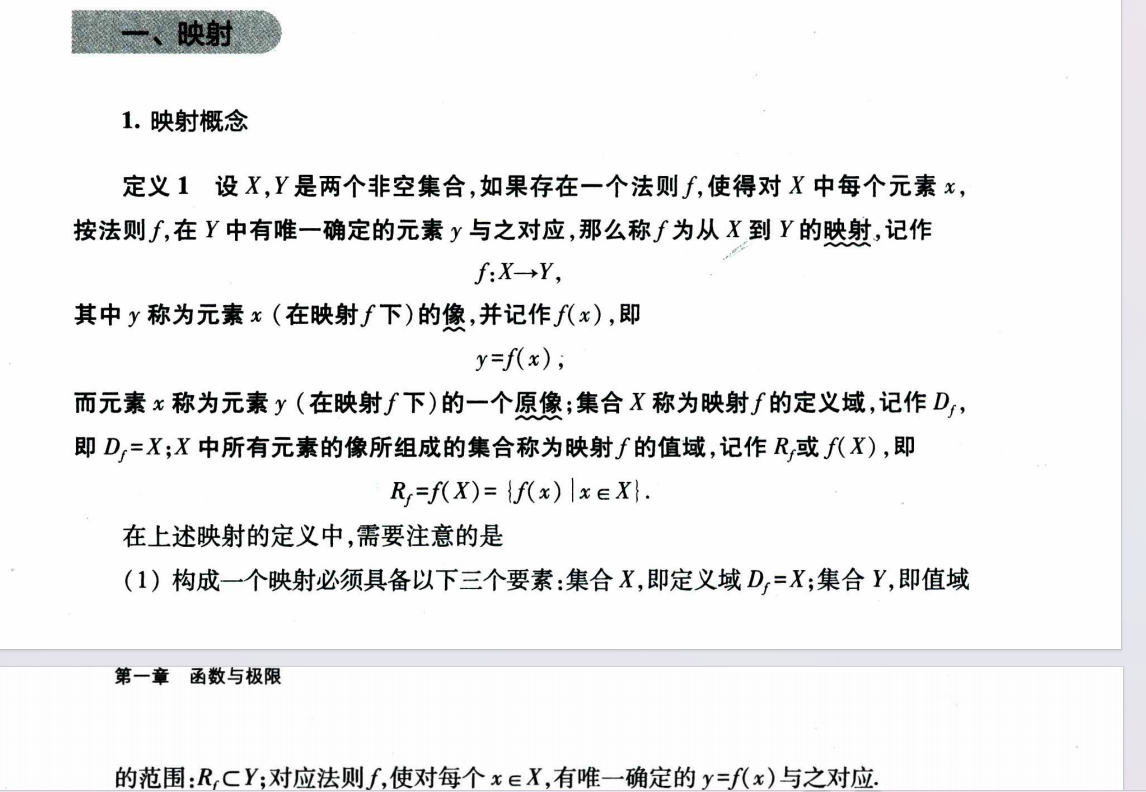 一、映射
1. 映射概念
定义 1　设 X,Y 是两个非空集合,如果存在一个法则 f,使得对 X 中每个元素 x,
按法则 f,在 Y 中有唯一确定的元素 y 与之对应,那么称 f 为从 X 到 Y 的映射,记作
f:X→Y,
其中 y 称为元素 x (在映射 f 下)的像,并记作 f(x),即
y=f(x);
而元素 x 称为元素 y (在映射 f 下)的一个原像;集合 X 称为映射 f 的定义域,记作 D_f,
即 D_f=X;X 中所有元素的像所组成的集合称为映射 f 的值域,记作 R_f或 f(X),即
R_f=f(X)={f(x)|x∈X}.
在上述映射的定义中,需要注意的是
(1) 构成一个映射必须具备以下三个要素:集合 X,即定义域 D_f=X;集合 Y,即值域
第一章　函数与极限
的范围:R_f⊂Y;对应法则 f,使对每个 x∈X,有唯一确定的 y=f(x)与之对应.